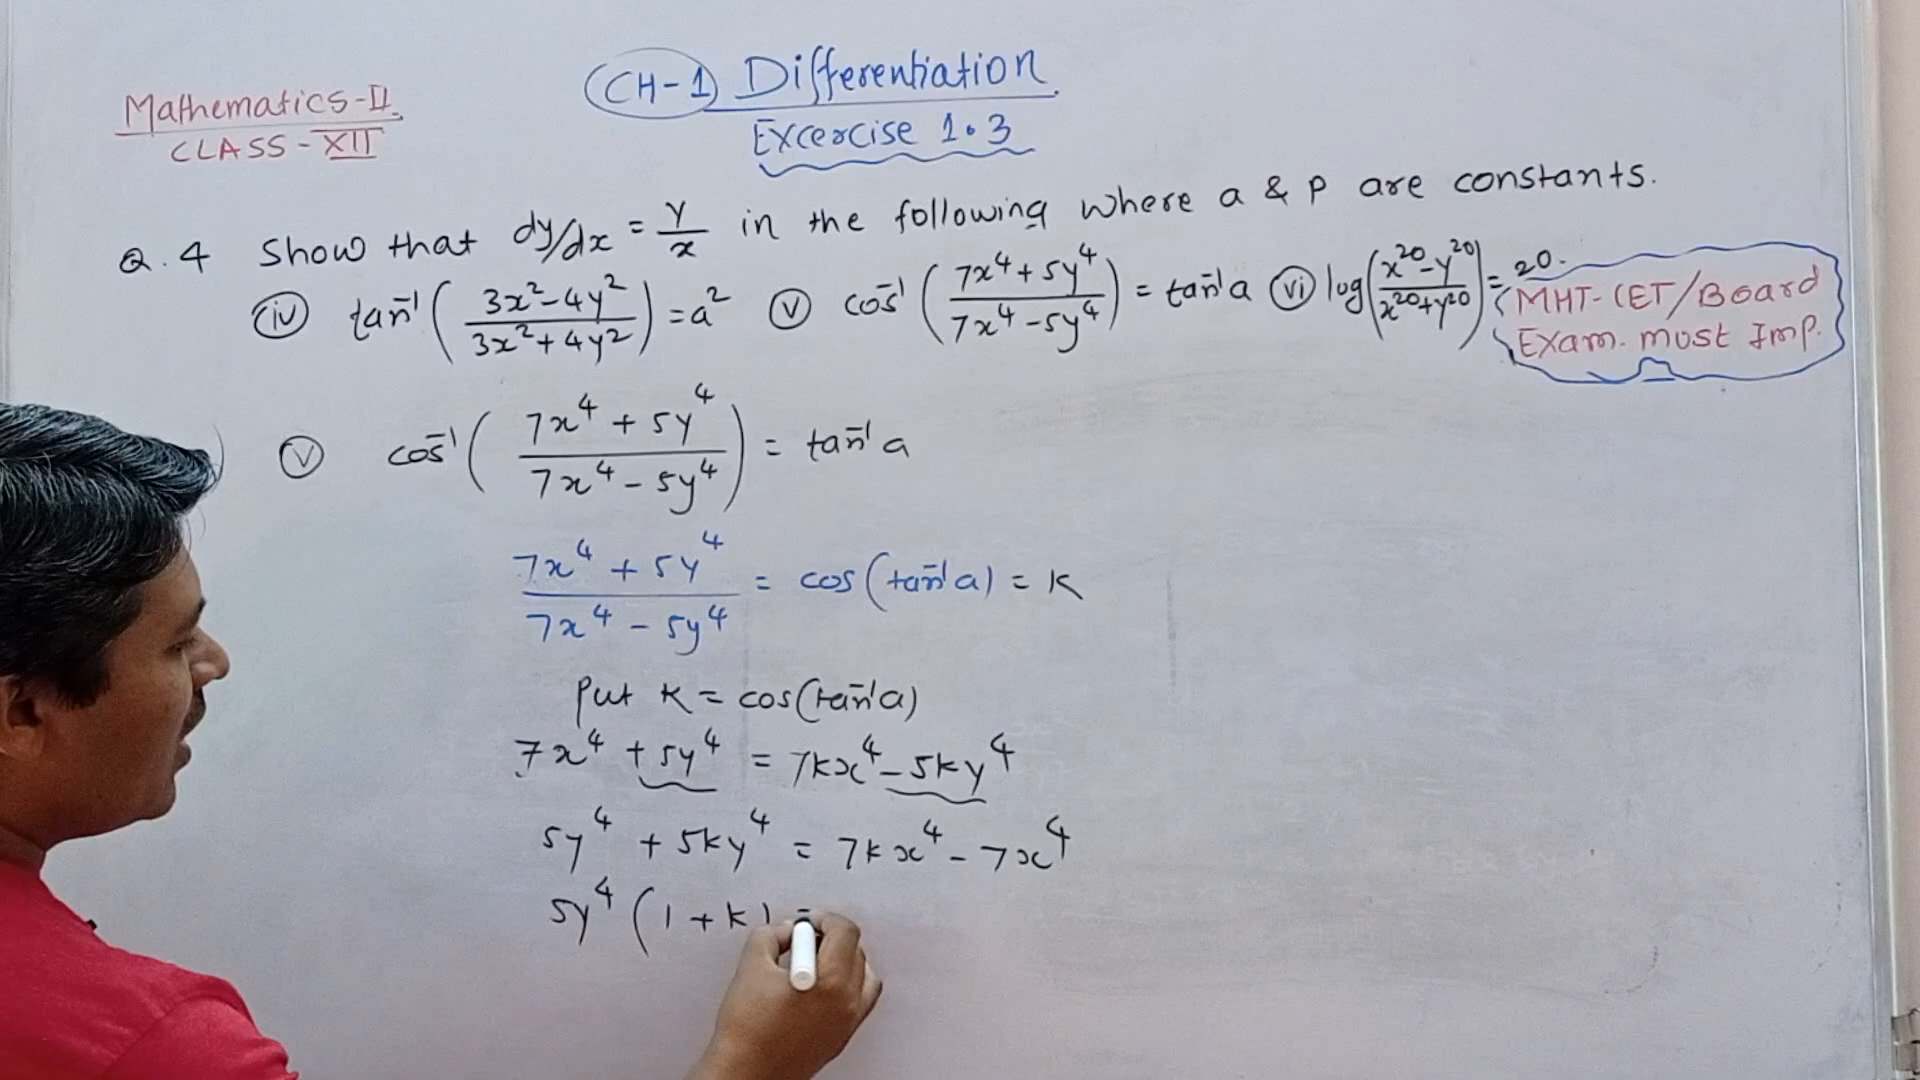 Mathematics-II.
CLASS-XII
CH-1 Differentiation
Excercise 1.3
Q.4 Show that dy/dx = y/x in the following where a & p are constants.
(iv) tan⁻¹((3x²-4y²)/(3x²+4y²)) = a² (v) cos⁻¹((7x⁴+5y⁴)/(7x⁴-5y⁴)) = tan⁻¹a (vi) log((x²⁰-y²⁰)/(x²⁰+y²⁰)) = 20.
MHT-CET/Board
Exam. most Imp.
(v) cos⁻¹((7x⁴+5y⁴)/(7x⁴-5y⁴)) = tan⁻¹a
(7x⁴+5y⁴)/(7x⁴-5y⁴) = cos(tan⁻¹a) = K
Put K = cos(tan⁻¹a)
7x⁴ + 5y⁴ = 7kx⁴ - 5ky⁴
5y⁴ + 5ky⁴ = 7kx⁴ - 7x⁴
5y⁴ (1+k) =